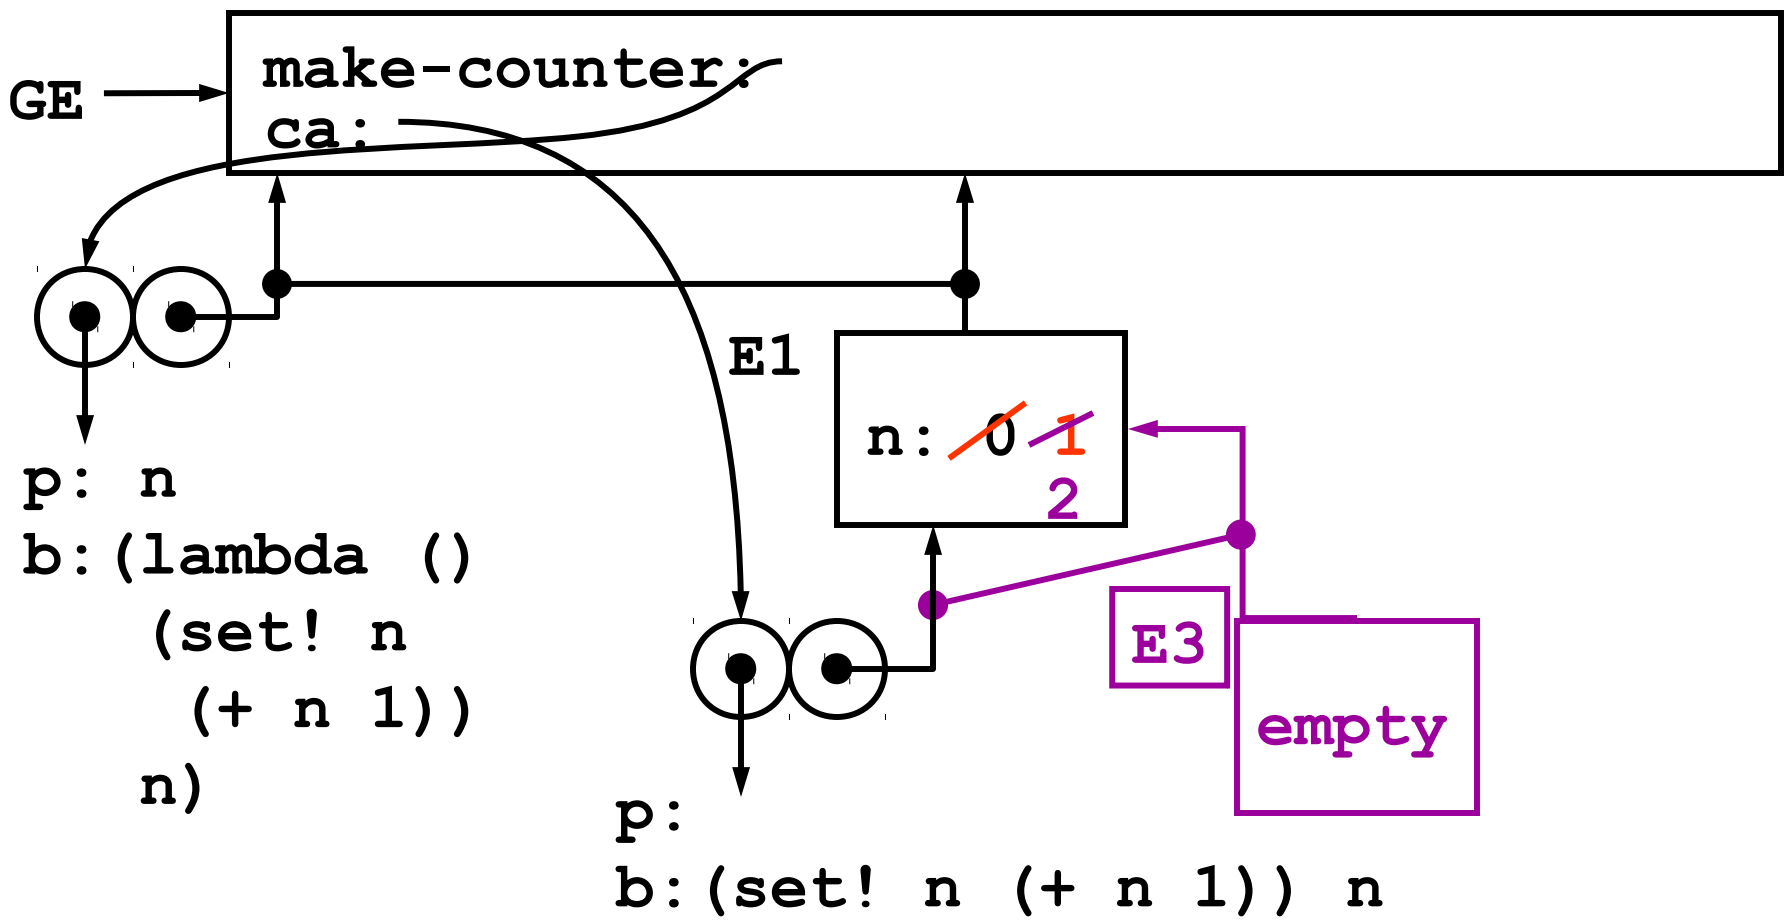 make-counter:
GE
ca:
E1
n: 0 1
2
p: n
b:(lambda ()
(set! n
(+ n 1))
n)
E3
empty
p:
b:(set! n (+ n 1)) n